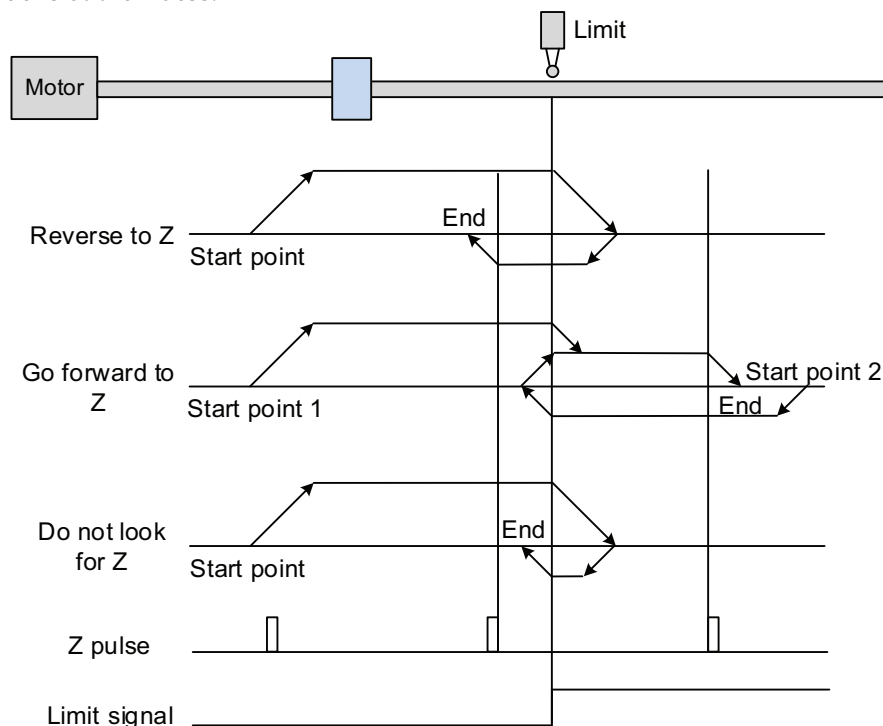 Limit
Motor
End
Reverse to Z
Start point
Go forward to
Z
Start point 2
Start point 1
End
Do not look
for Z
End
Start point
Z pulse
Limit signal